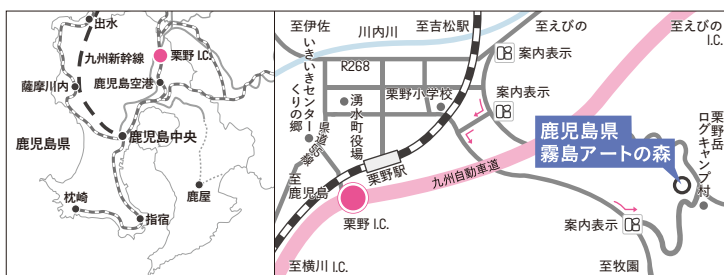 出水
九州新幹線
栗野 I.C.
薩摩川内
鹿児島空港
鹿児島県
鹿児島中央
枕崎
指宿
鹿屋
至伊佐
川内川
至吉松駅
至えびの
至えびの
I.C.
案内表示
R268
いきいきセンター
くりの郷
湧水町役場
栗野小学校
案内表示
県道55線
栗野岳
ログキャンプ村
鹿児島県
霧島アートの森
至
鹿児島
栗野駅
九州自動車道
栗野 I.C.
案内表示
至横川 I.C.
至牧園